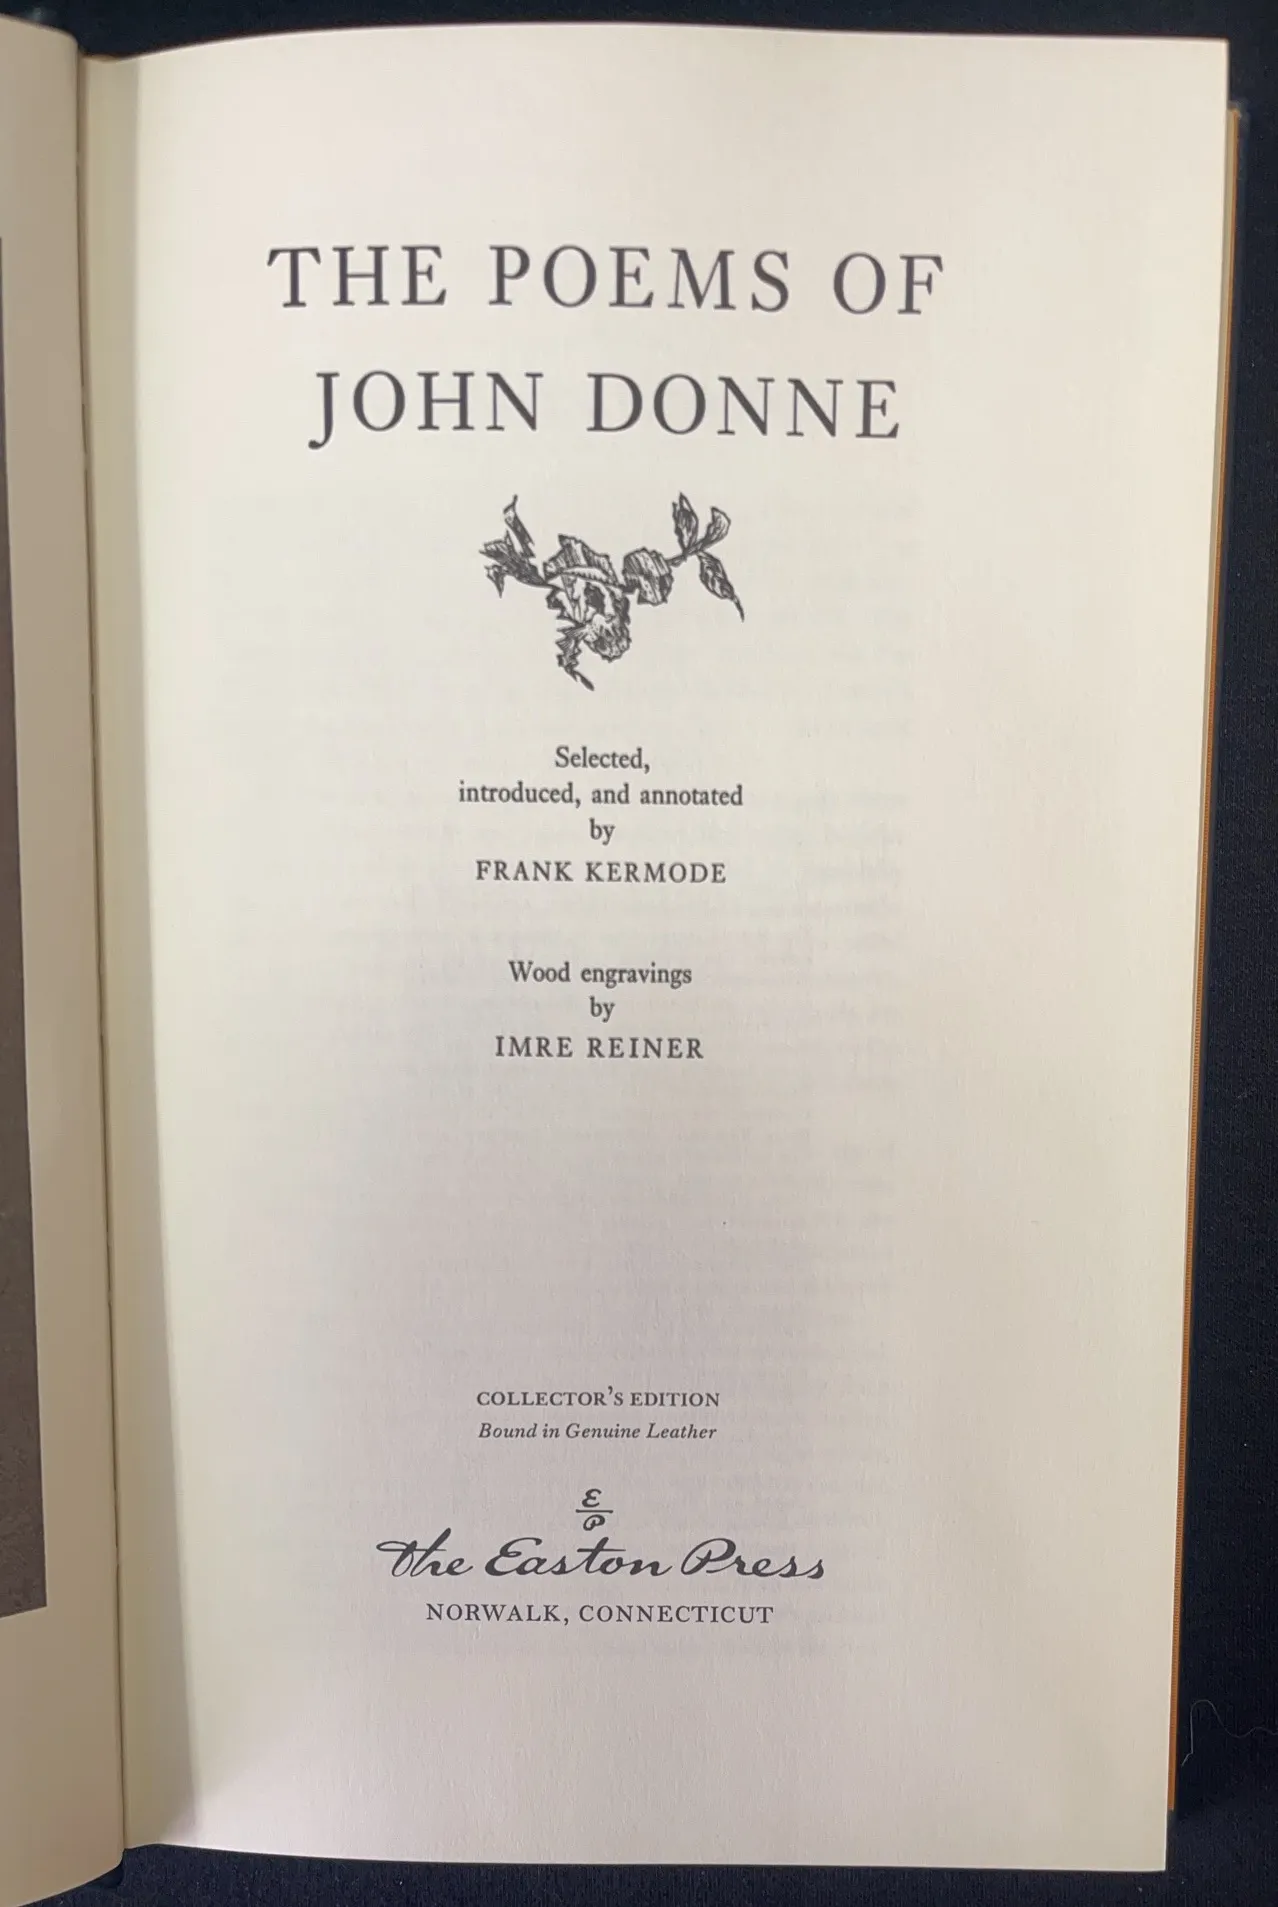 THE POEMS OF
JOHN DONNE
Selected,
introduced, and annotated
by
FRANK KERMODE
Wood engravings
by
IMRE REINER
COLLECTOR'S EDITION
Bound in Genuine Leather
E
P
The Easton Press
NORWALK, CONNECTICUT